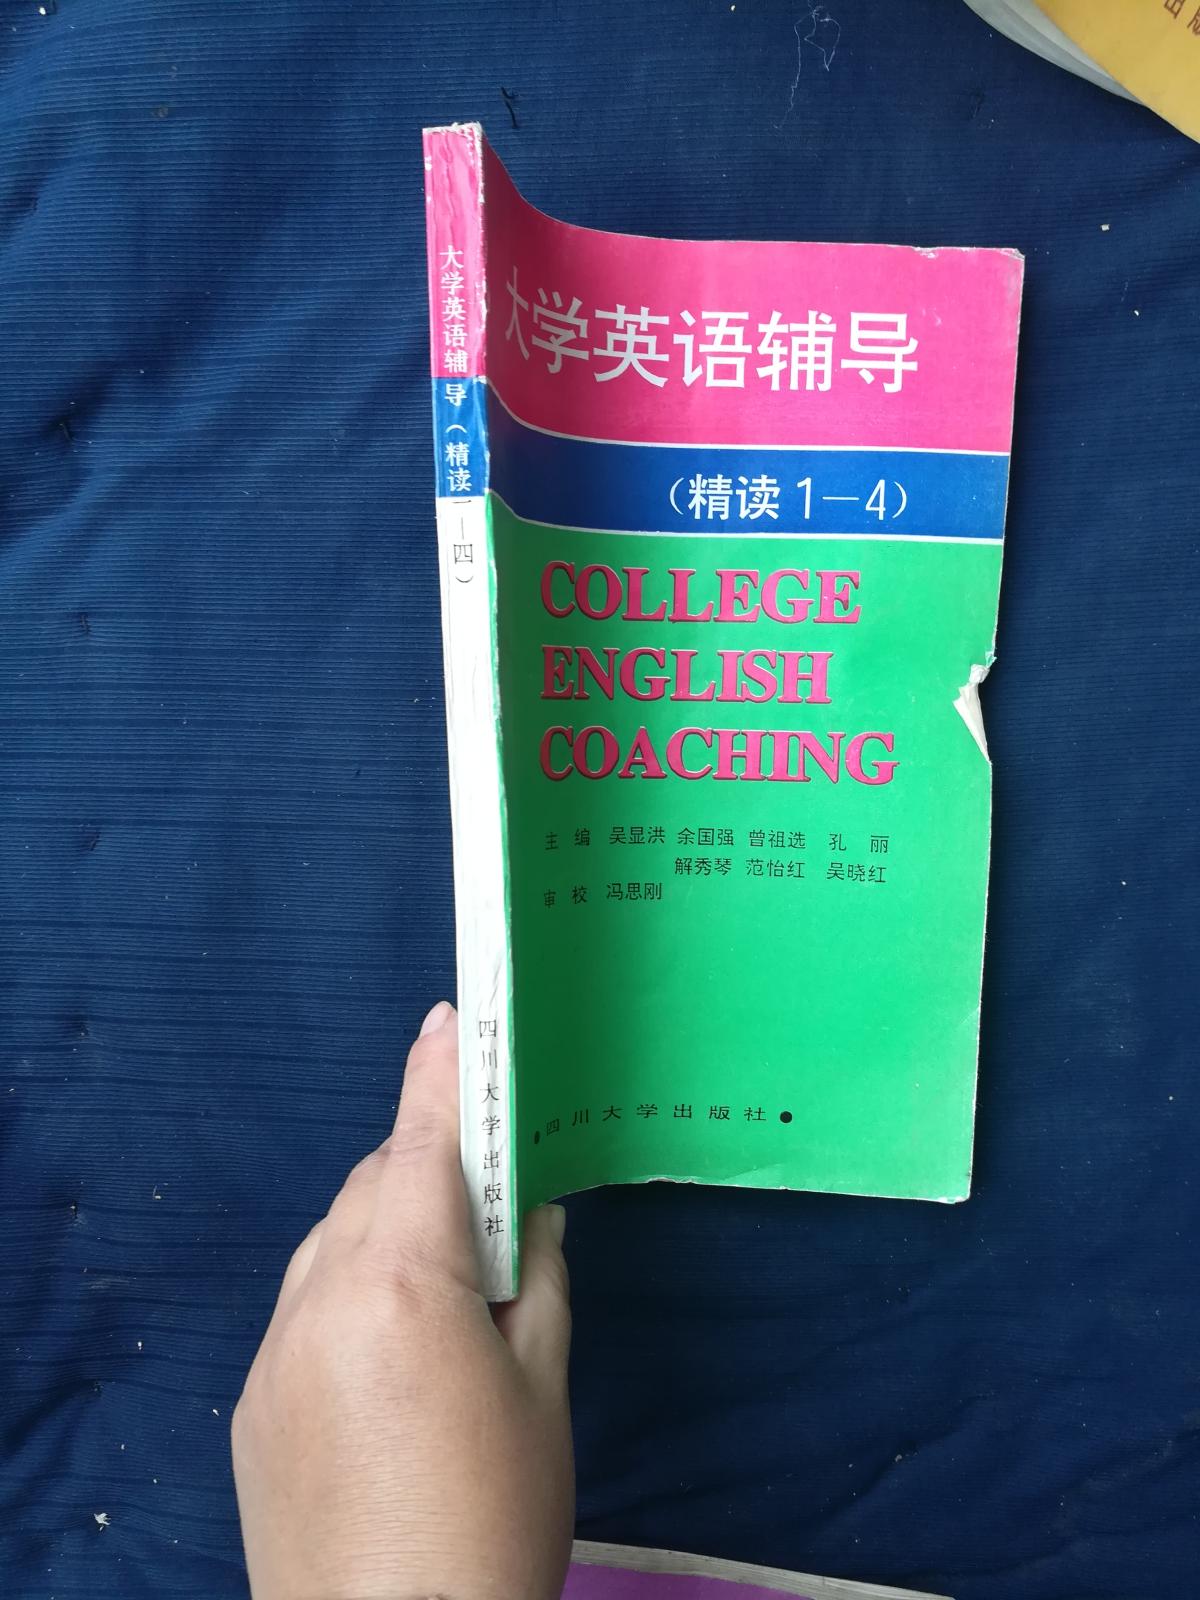 大学英语辅导(精读一—四)
四川大学出版社
大学英语辅导
（精读1—4）
COLLEGE
ENGLISH
COACHING
主 编 吴显洪 余国强 曾祖选 孔 丽
解秀琴 范怡红 吴晓红
审 校 冯思刚
●四川大学出版社●
出版